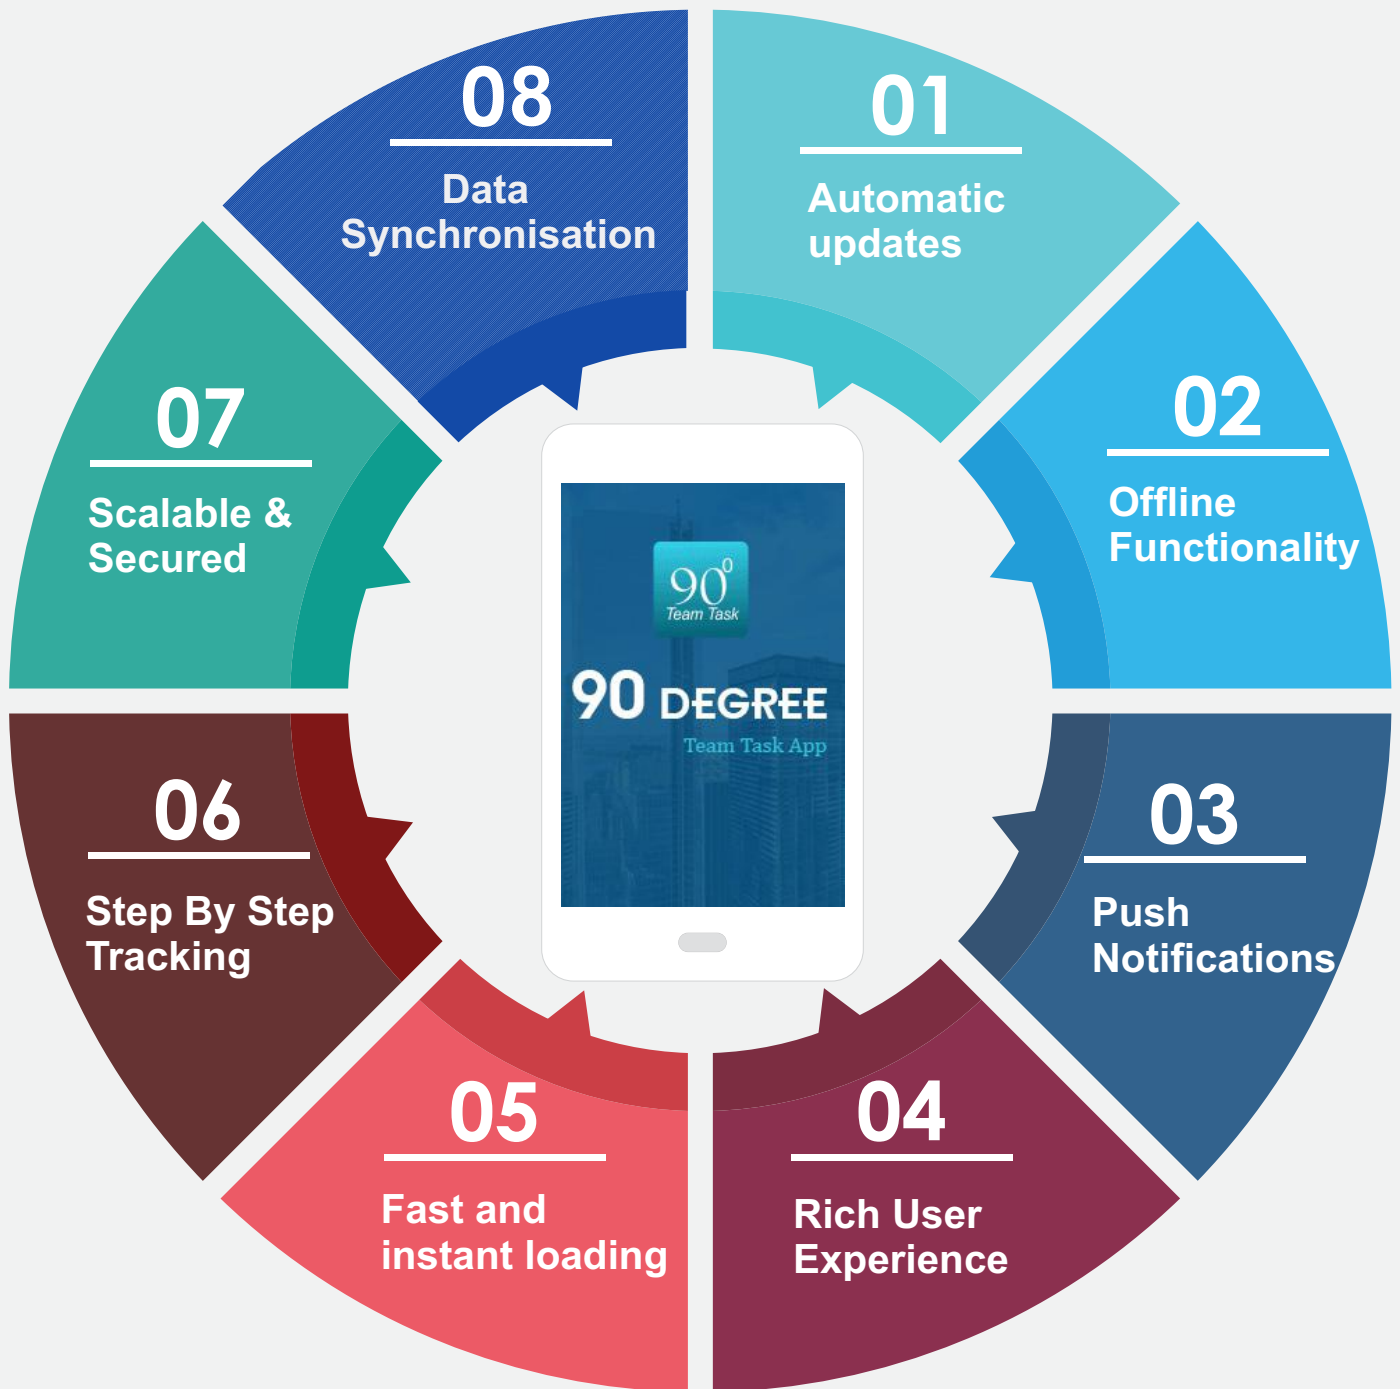 01
Automatic
updates
02
Offline
Functionality
03
Push
Notifications
04
Rich User
Experience
05
Fast and
instant loading
06
Step By Step
Tracking
07
Scalable &
Secured
08
Data
Synchronisation
90⁰
Team Task
90 DEGREE
Team Task App